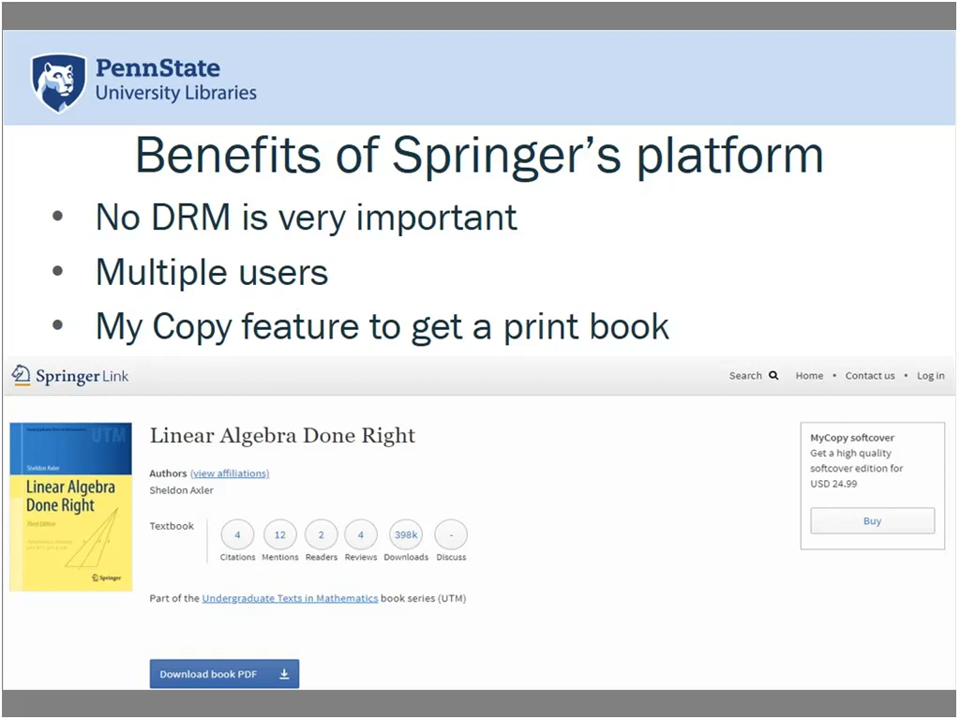 PennState
University Libraries
Benefits of Springer's platform
• No DRM is very important
• Multiple users
• My Copy feature to get a print book
Springer Link
Search Home • Contact us • Log in
UTM
Sheldon Axler
Linear Algebra
Done Right
Third Edition
Springer
Linear Algebra Done Right
Authors (view affiliations)
Sheldon Axler
Textbook
4 12 2 4 398k -
Citations Mentions Readers Reviews Downloads Discuss
Part of the Undergraduate Texts in Mathematics book series (UTM)
Download book PDF
MyCopy softcover
Get a high quality
softcover edition for
USD 24.99
Buy